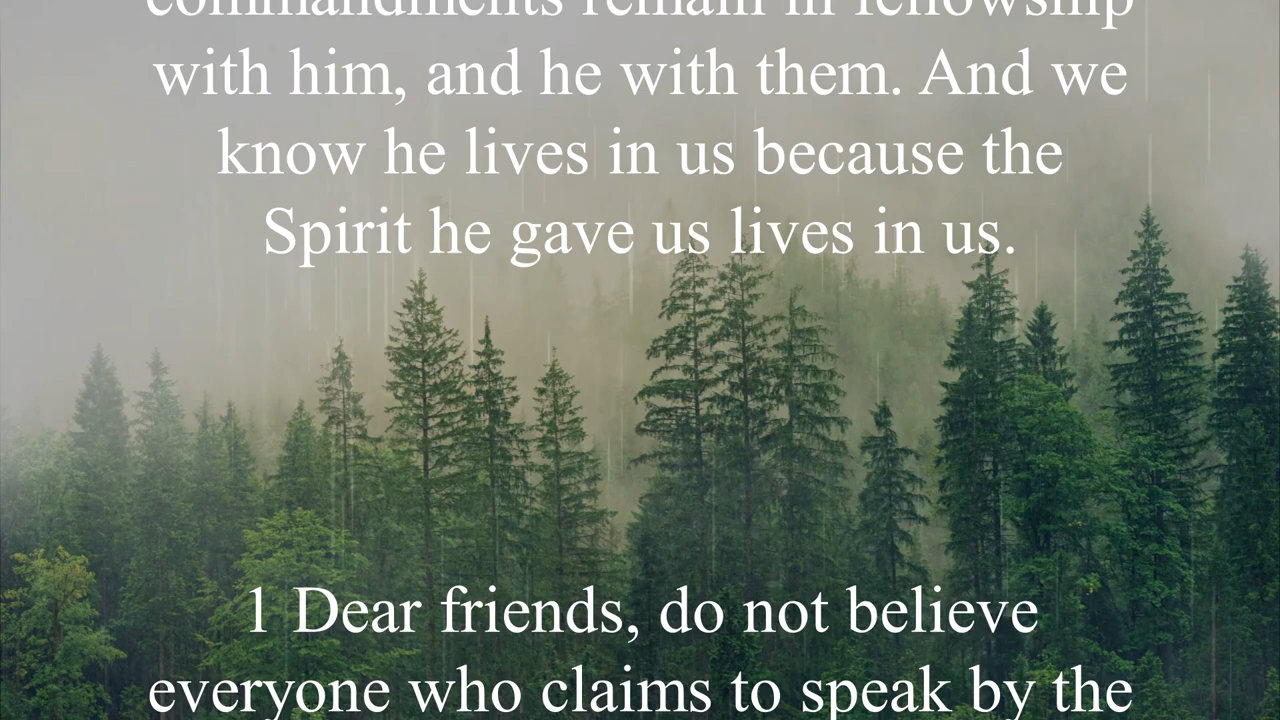 commandments remain in fellowship
with him, and he with them. And we
know he lives in us because the
Spirit he gave us lives in us.
1 Dear friends, do not believe
everyone who claims to speak by the